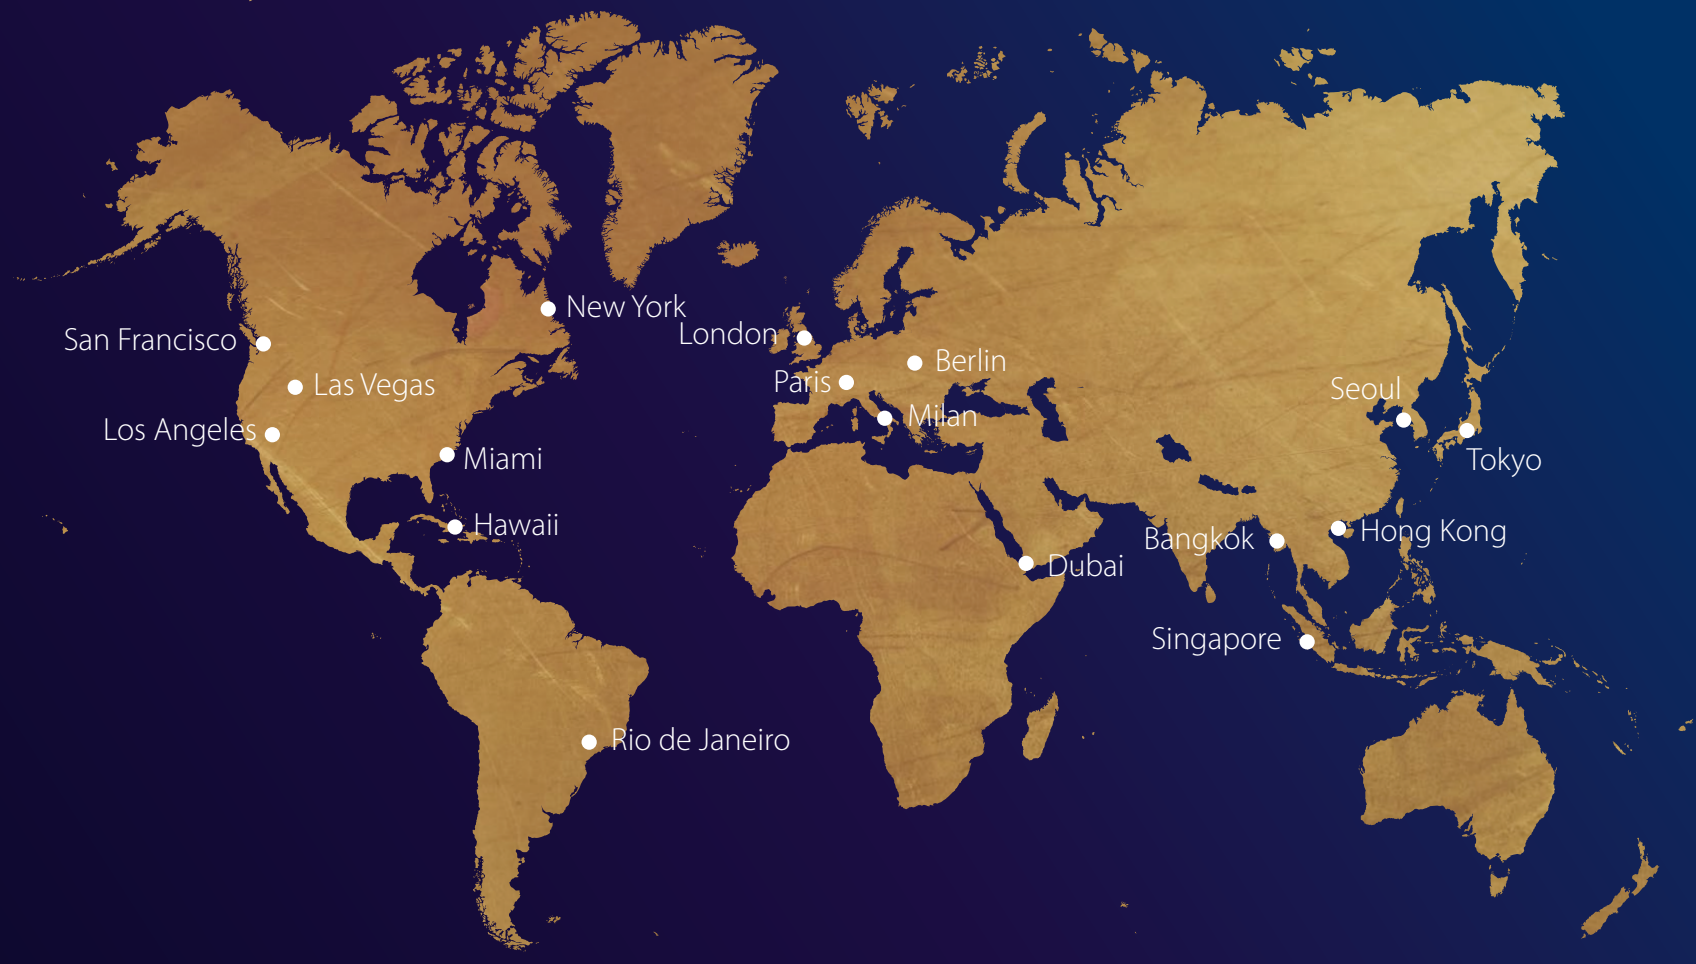 New York
London
San Francisco
Berlin
Paris
Las Vegas
Seoul
Milan
Los Angeles
Miami
Tokyo
Hawaii
Hong Kong
Bangkok
Dubai
Singapore
Rio de Janeiro